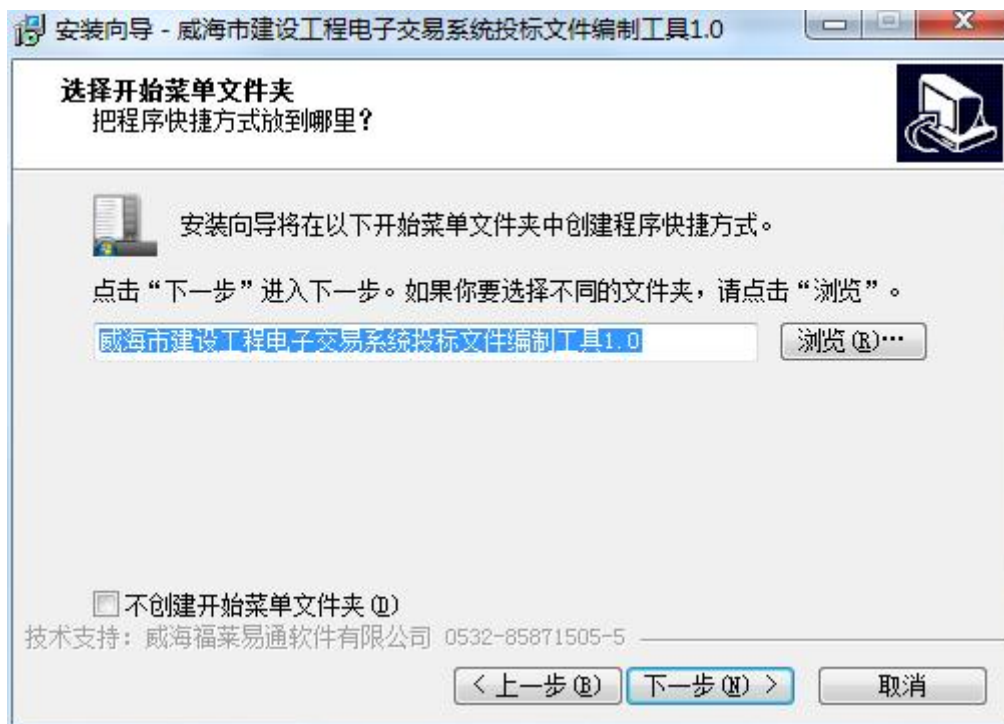 安装向导 - 威海市建设工程电子交易系统投标文件编制工具1.0
选择开始菜单文件夹
把程序快捷方式放到哪里？
安装向导将在以下开始菜单文件夹中创建程序快捷方式。
点击“下一步”进入下一步。如果你要选择不同的文件夹，请点击“浏览”。
威海市建设工程电子交易系统投标文件编制工具1.0
浏览(R)…
不创建开始菜单文件夹(D)
技术支持：威海福莱易通软件有限公司 0532-85871505-5
< 上一步(B)
下一步(N) >
取消